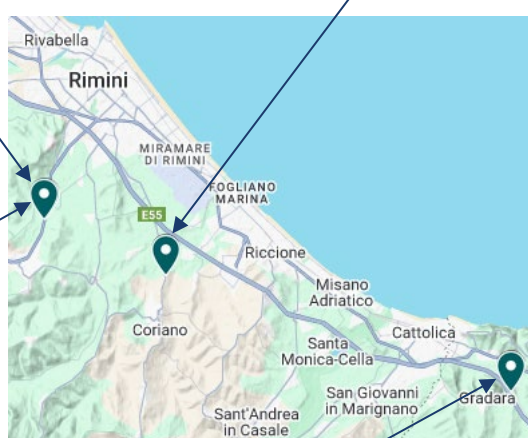 Rivabella
Rimini
MIRAMARE
DI RIMINI
FOGLIANO
MARINA
E55
Riccione
Misano
Adriatico
Coriano
Cattolica
Santa
Monica-Cella
Gradara
San Giovanni
in Marignano
Sant'Andrea
in Casale